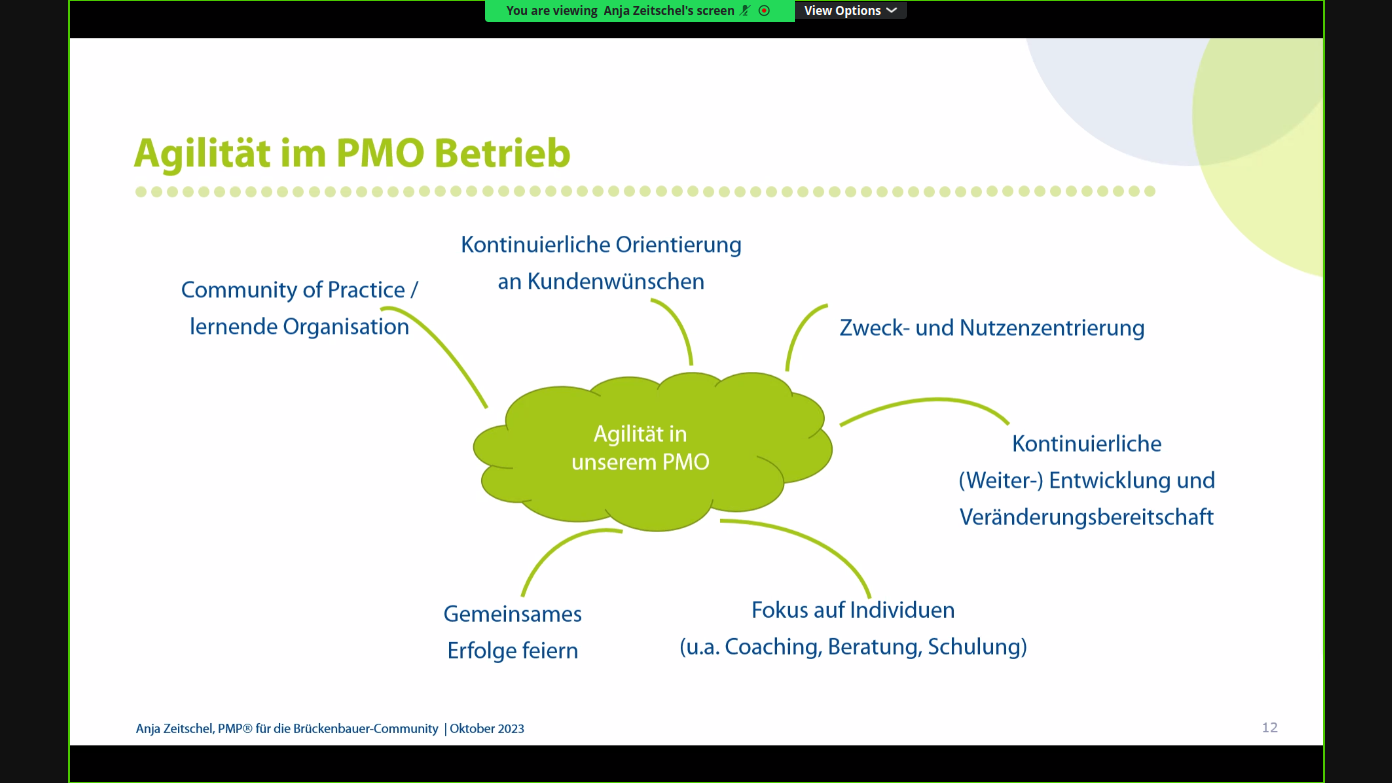 You are viewing Anja Zeitschel's screen
View Options
Agilität im PMO Betrieb
Kontinuierliche Orientierung
an Kundenwünschen
Community of Practice /
lernende Organisation
Zweck- und Nutzenzentrierung
Agilität in
unserem PMO
Kontinuierliche
(Weiter-) Entwicklung und
Veränderungsbereitschaft
Gemeinsames
Erfolge feiern
Fokus auf Individuen
(u.a. Coaching, Beratung, Schulung)
Anja Zeitschel, PMP® für die Brückenbauer-Community | Oktober 2023
12